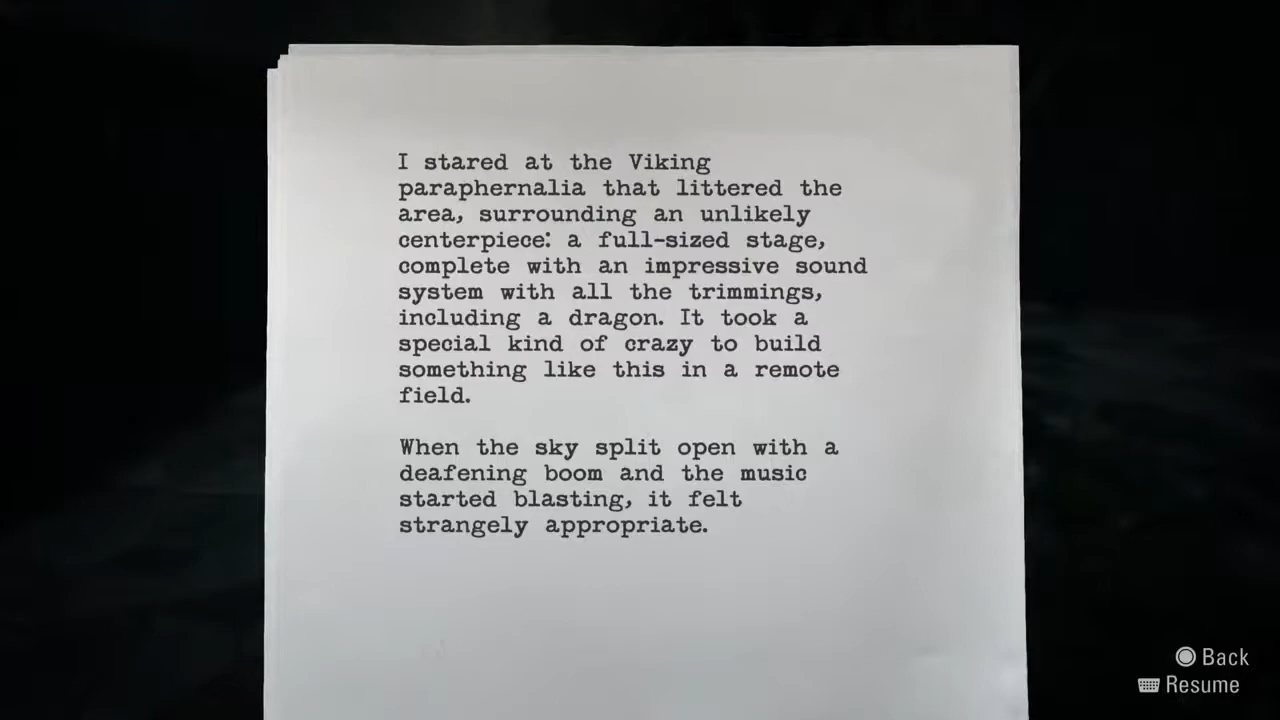 I stared at the Viking
paraphernalia that littered the
area, surrounding an unlikely
centerpiece: a full-sized stage,
complete with an impressive sound
system with all the trimmings,
including a dragon. It took a
special kind of crazy to build
something like this in a remote
field.
When the sky split open with a
deafening boom and the music
started blasting, it felt
strangely appropriate.
Back
Resume